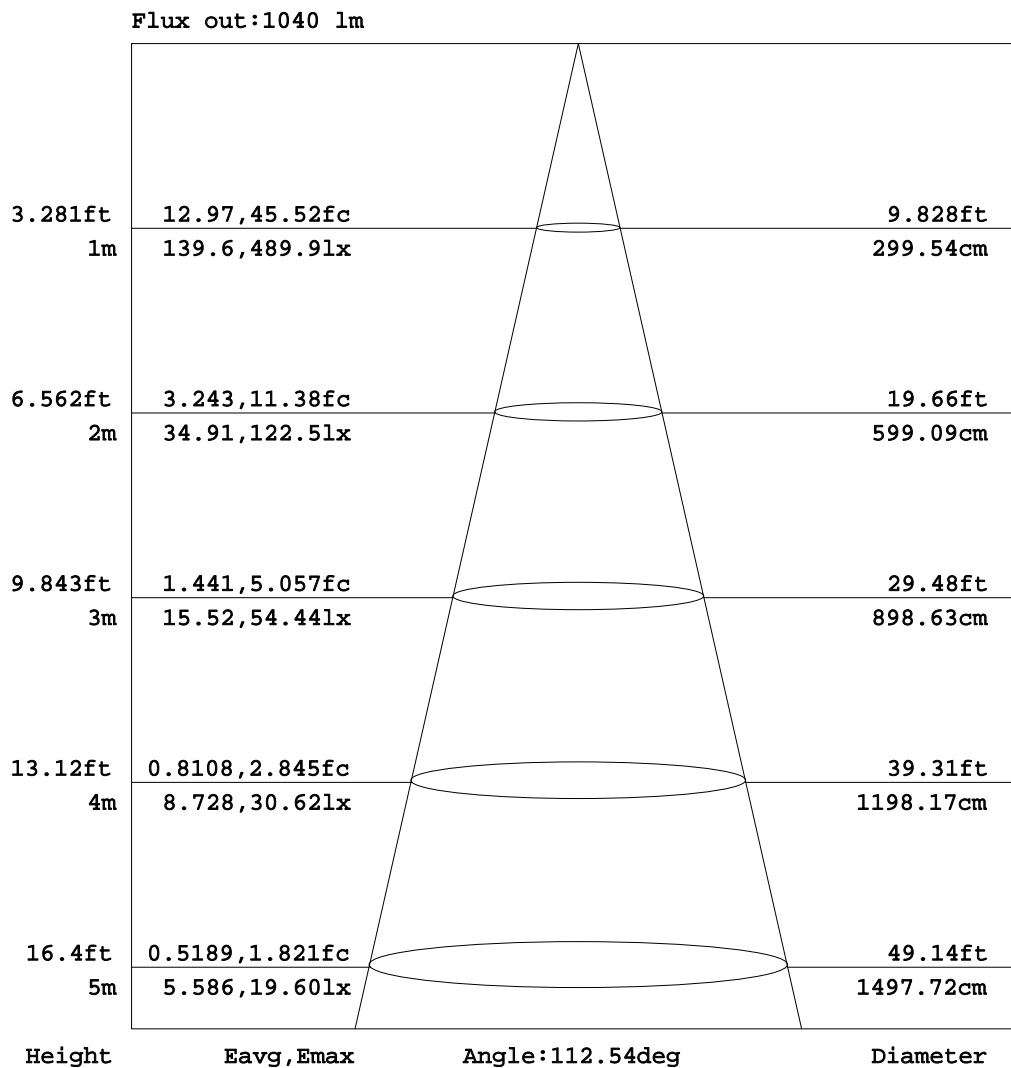 Flux out:1040 lm
3.281ft 12.97,45.52fc 9.828ft
1m 139.6,489.9lx 299.54cm
6.562ft 3.243,11.38fc 19.66ft
2m 34.91,122.5lx 599.09cm
9.843ft 1.441,5.057fc 29.48ft
3m 15.52,54.44lx 898.63cm
13.12ft 0.8108,2.845fc 39.31ft
4m 8.728,30.62lx 1198.17cm
16.4ft 0.5189,1.821fc 49.14ft
5m 5.586,19.60lx 1497.72cm
Height Eavg,Emax Angle:112.54deg Diameter